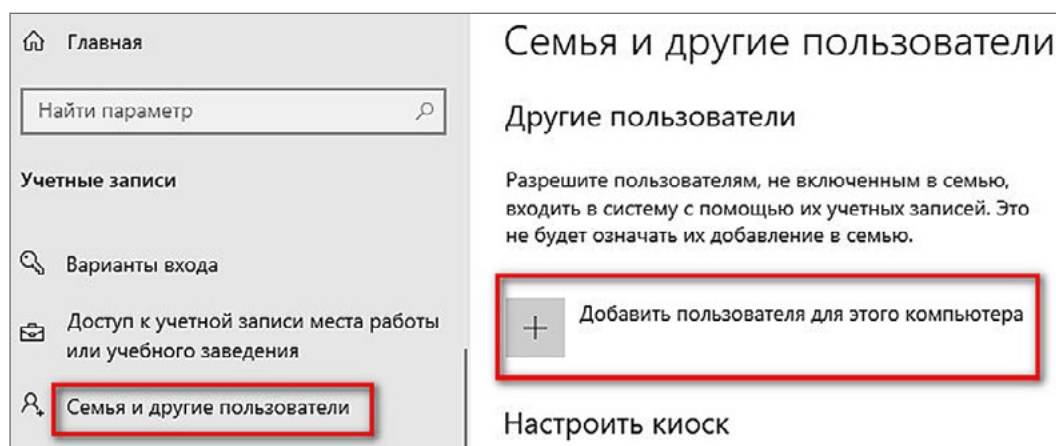 Главная
Найти параметр
Учетные записи
Варианты входа
Доступ к учетной записи места работы
или учебного заведения
Семья и другие пользователи
Семья и другие пользователи
Другие пользователи
Разрешите пользователям, не включенным в семью,
входить в систему с помощью их учетных записей. Это
не будет означать их добавление в семью.
Добавить пользователя для этого компьютера
Настроить киоск